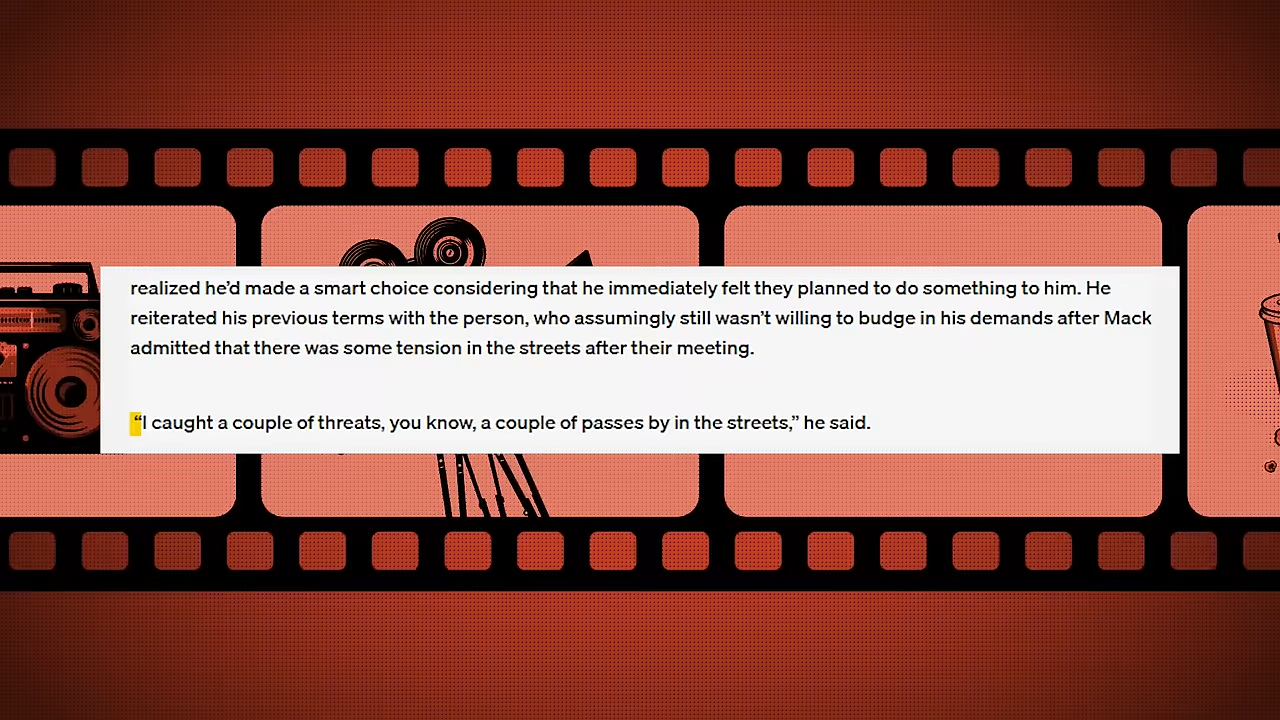 realized he’d made a smart choice considering that he immediately felt they planned to do something to him. He
reiterated his previous terms with the person, who assumingly still wasn’t willing to budge in his demands after Mack
admitted that there was some tension in the streets after their meeting.
“I caught a couple of threats, you know, a couple of passes by in the streets,” he said.